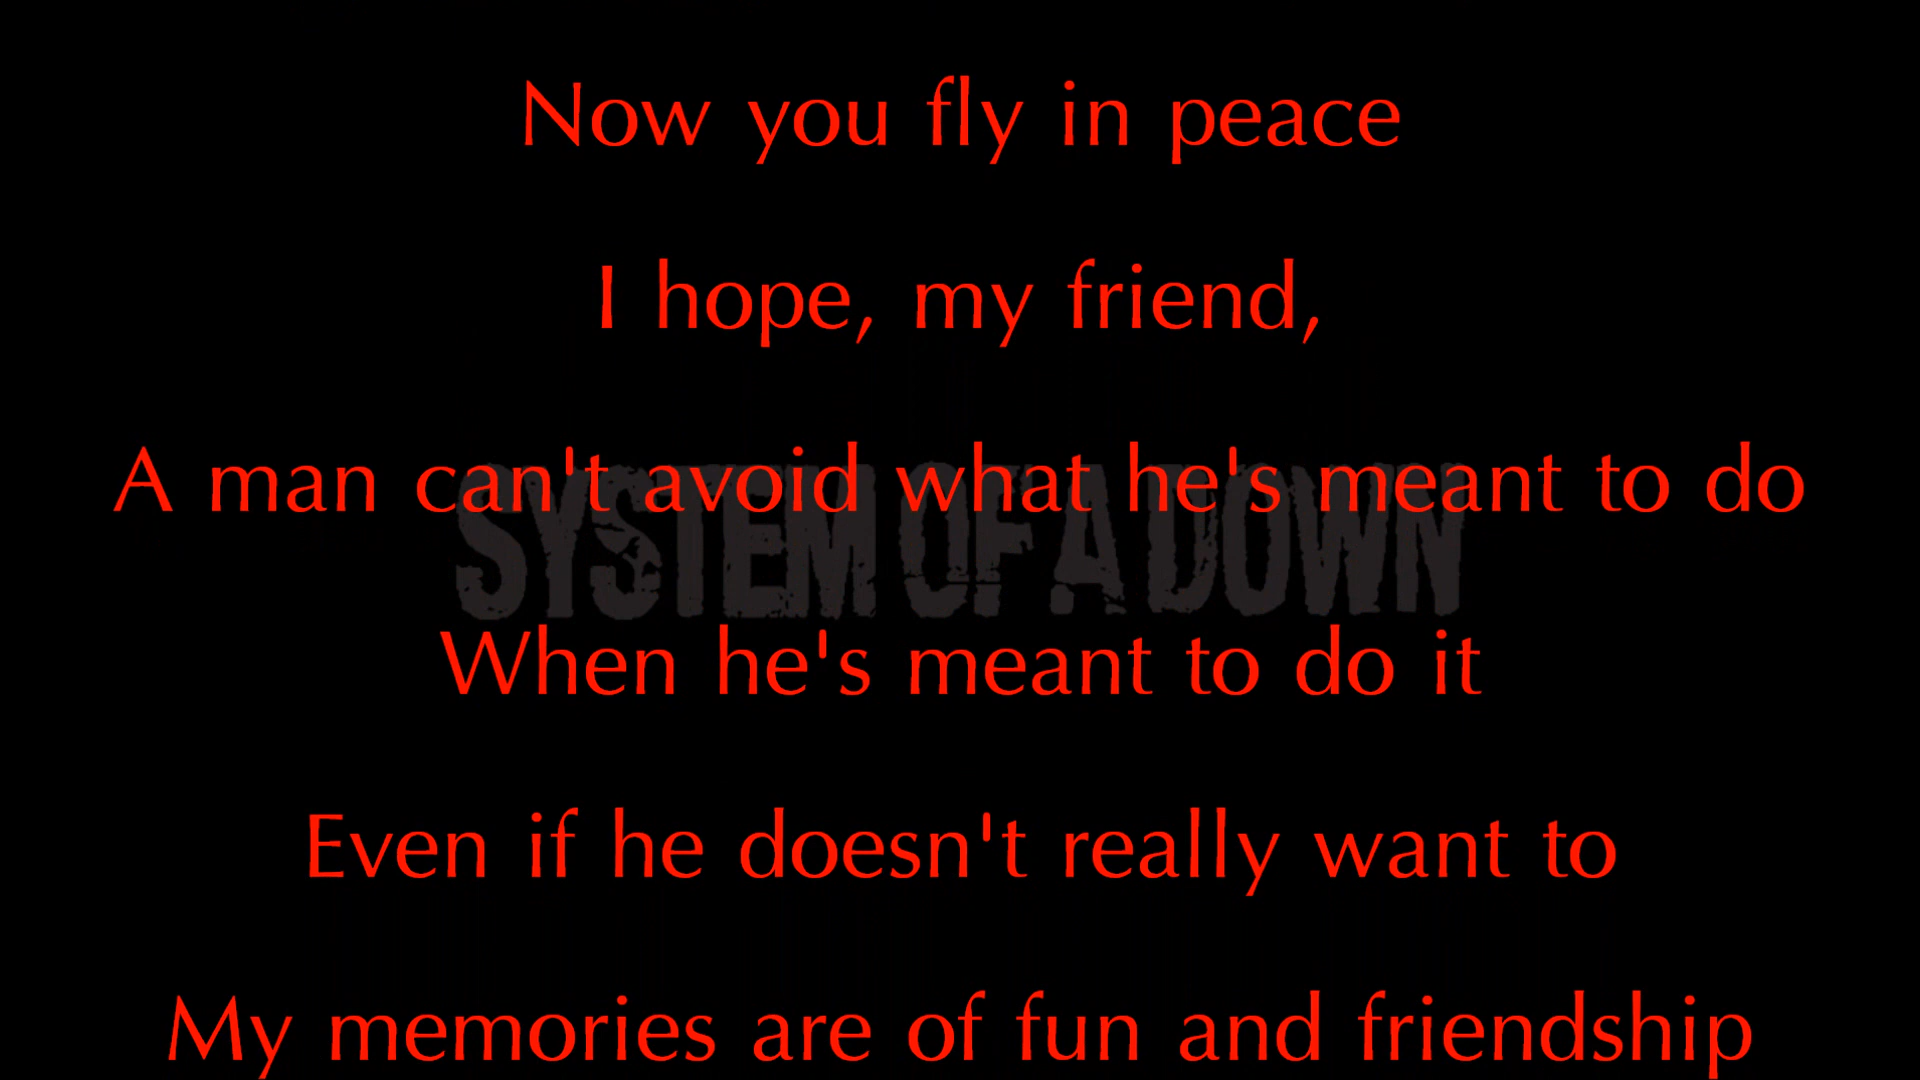 Now you fly in peace
I hope, my friend,
A man can't avoid what he's meant to do
SYSTEM OF A DOWN
When he's meant to do it
Even if he doesn't really want to
My memories are of fun and friendship